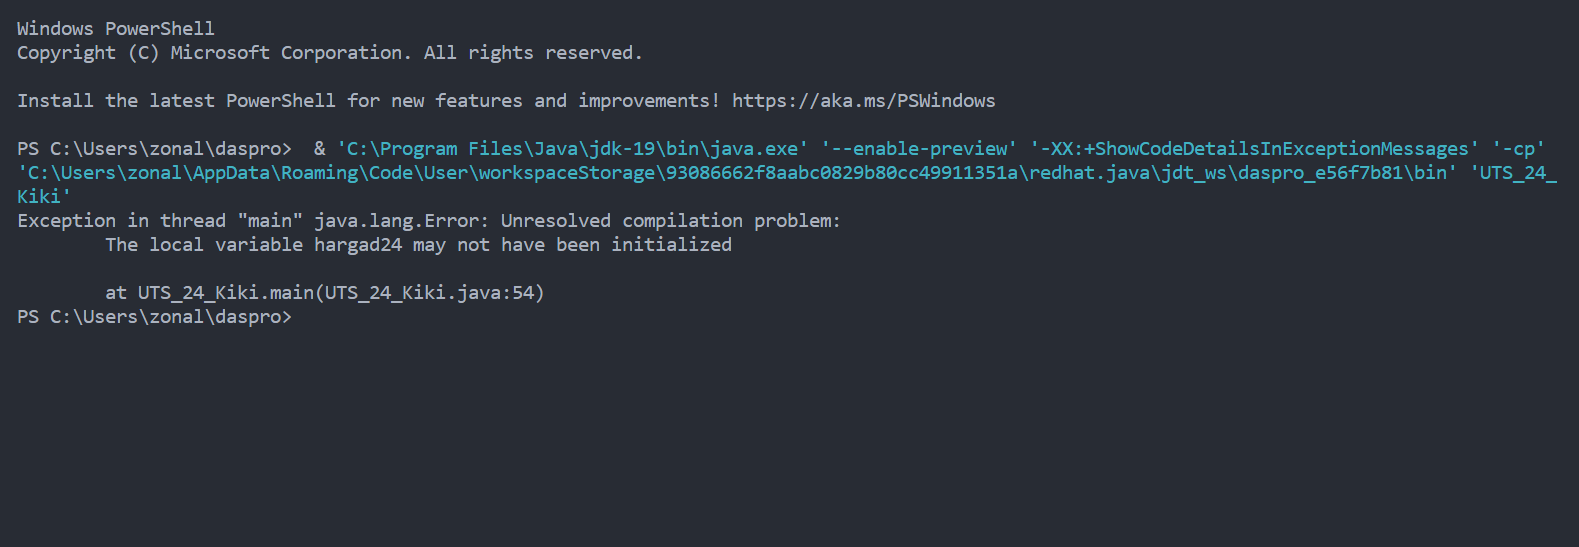 Windows PowerShell
Copyright (C) Microsoft Corporation. All rights reserved.
Install the latest PowerShell for new features and improvements! https://aka.ms/PSWindows
PS C:\Users\zonal\daspro>  & 'C:\Program Files\Java\jdk-19\bin\java.exe' '--enable-preview' '-XX:+ShowCodeDetailsInExceptionMessages' '-cp'
'C:\Users\zonal\AppData\Roaming\Code\User\workspaceStorage\93086662f8aabc0829b80cc49911351a\redhat.java\jdt_ws\daspro_e56f7b81\bin' 'UTS_24_
Kiki'
Exception in thread "main" java.lang.Error: Unresolved compilation problem:
        The local variable hargad24 may not have been initialized
        at UTS_24_Kiki.main(UTS_24_Kiki.java:54)
PS C:\Users\zonal\daspro>